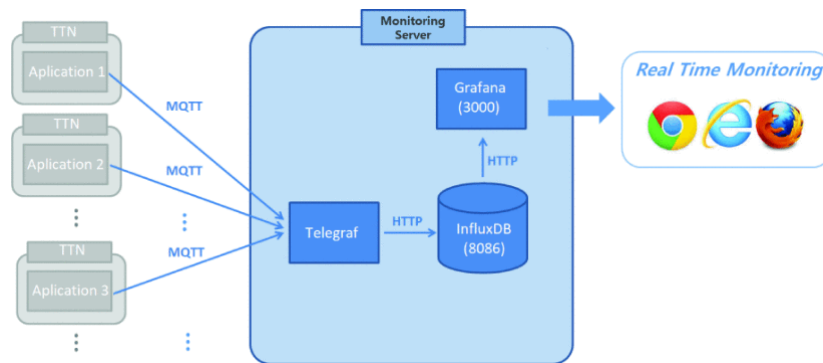 Monitoring
Server
TTN
Aplication 1
MQTT
TTN
Aplication 2
MQTT
TTN
Aplication 3
MQTT
Telegraf
HTTP
InfluxDB
(8086)
HTTP
Grafana
(3000)
Real Time Monitoring